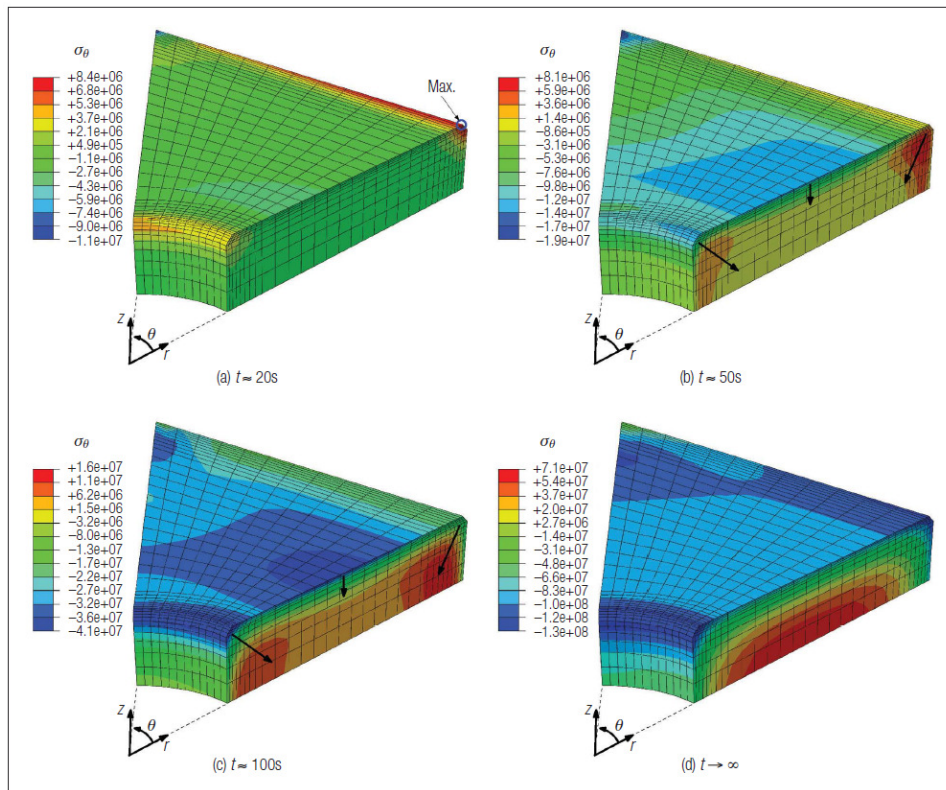 σθ
+8.4e+06
+6.8e+06
+5.3e+06
+3.7e+06
+2.1e+06
+4.9e+05
−1.1e+06
−2.7e+06
−4.3e+06
−5.9e+06
−7.4e+06
−9.0e+06
−1.1e+07
Max.
z
θ
r
(a) t ≈ 20s
σθ
+8.1e+06
+5.9e+06
+3.6e+06
+1.4e+06
−8.6e+05
−3.1e+06
−5.3e+06
−7.6e+06
−9.8e+06
−1.2e+07
−1.4e+07
−1.7e+07
−1.9e+07
z
θ
r
(b) t ≈ 50s
σθ
+1.6e+07
+1.1e+07
+6.2e+06
+1.5e+06
−3.2e+06
−8.0e+06
−1.3e+07
−1.7e+07
−2.2e+07
−2.7e+07
−3.2e+07
−3.6e+07
−4.1e+07
z
θ
r
(c) t ≈ 100s
σθ
+7.1e+07
+5.4e+07
+3.7e+07
+2.0e+07
+2.7e+06
−1.4e+07
−3.1e+07
−4.8e+07
−6.6e+07
−8.3e+07
−1.0e+08
−1.2e+08
−1.3e+08
z
θ
r
(d) t → ∞